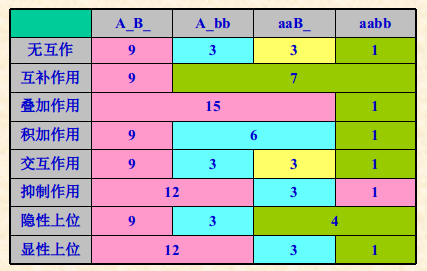 A_B_ A_bb aaB_ aabb
无互作 9 3 3 1
互补作用 9 7
叠加作用 15 1
积加作用 9 6 1
交互作用 9 3 3 1
抑制作用 12 3 1
隐性上位 9 3 4
显性上位 12 3 1